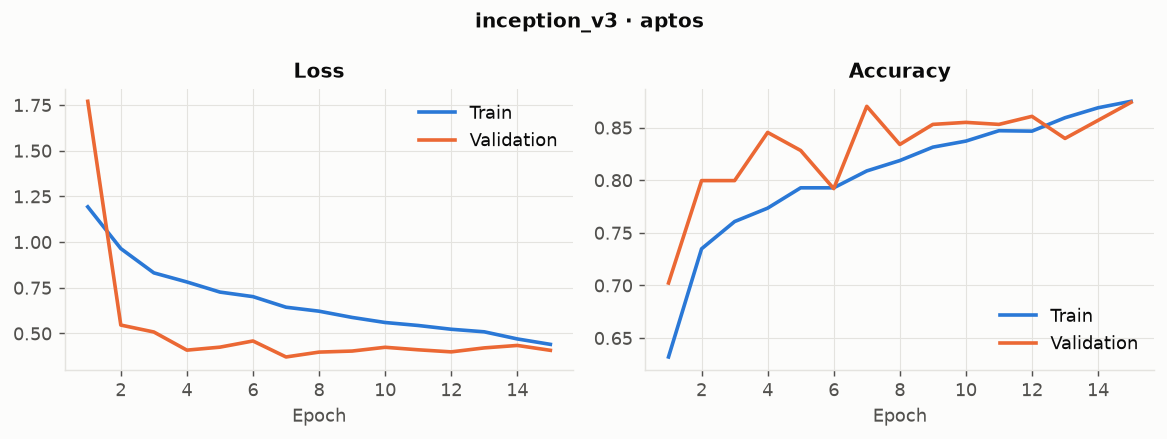 inception_v3 · aptos
Loss
1.75
1.50
1.25
1.00
0.75
0.50
Train
Validation
2 4 6 8 10 12 14
Epoch
Accuracy
0.85
0.80
0.75
0.70
0.65
Train
Validation
2 4 6 8 10 12 14
Epoch